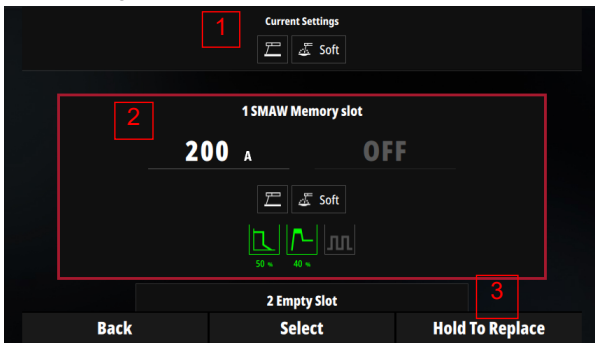 1
Current Settings
Soft
2
1 SMAW Memory slot
200 A OFF
Soft
50 % 40 %
3
2 Empty Slot
Back Select Hold To Replace